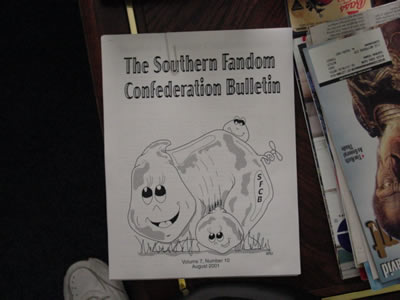 The Southern Fandom
Confederation Bulletin
SFCB
Volume 7, Number 10
August 2001